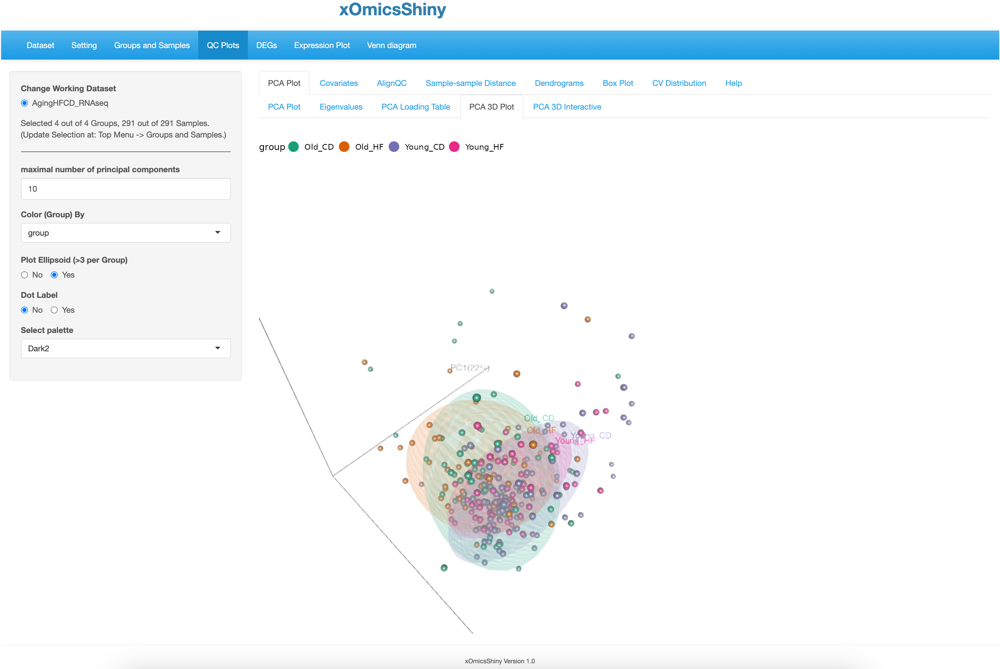 xOmicsShiny
Dataset Setting Groups and Samples QC Plots DEGs Expression Plot Venn diagram
Change Working Dataset
AgingHFCD_RNAseq
Selected 4 out of 4 Groups, 291 out of 291 Samples.
(Update Selection at: Top Menu -> Groups and Samples.)
maximal number of principal components
10
Color (Group) By
group
Plot Ellipsoid (>3 per Group)
No Yes
Dot Label
No Yes
Select palette
Dark2
PCA Plot Covariates AlignQC Sample-sample Distance Dendrograms Box Plot CV Distribution Help
PCA Plot Eigenvalues PCA Loading Table PCA 3D Plot PCA 3D Interactive
group Old_CD Old_HF Young_CD Young_HF
PC1(22%)
Old_CD
Old_HF
Young_CD
Young_HF
xOmicsShiny Version 1.0